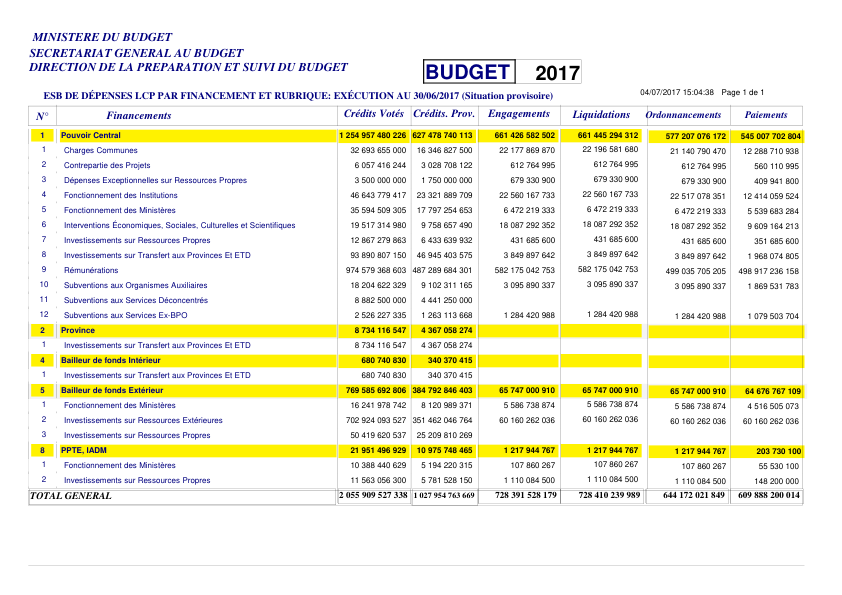 MINISTERE DU BUDGET
SECRETARIAT GENERAL AU BUDGET
DIRECTION DE LA PREPARATION ET SUIVI DU BUDGET
BUDGET 2017
ESB DE DÉPENSES LCP PAR FINANCEMENT ET RUBRIQUE: EXÉCUTION AU 30/06/2017 (Situation provisoire) 04/07/2017 15:04:38 Page 1 de 1
N° Financements Crédits Votés Crédits. Prov. Engagements Liquidations Ordonnancements Paiements
1 Pouvoir Central 1 254 957 480 226 627 478 740 113 661 426 582 502 661 445 294 312 577 207 076 172 545 007 702 804
1 Charges Communes 32 693 655 000 16 346 827 500 22 177 869 870 22 196 581 680 21 140 790 470 12 288 710 938
2 Contrepartie des Projets 6 057 416 244 3 028 708 122 612 764 995 612 764 995 612 764 995 560 110 995
3 Dépenses Exceptionnelles sur Ressources Propres 3 500 000 000 1 750 000 000 679 330 900 679 330 900 679 330 900 409 941 800
4 Fonctionnement des Institutions 46 643 779 417 23 321 889 709 22 560 167 733 22 560 167 733 22 517 078 351 12 414 059 524
5 Fonctionnement des Ministères 35 594 509 305 17 797 254 653 6 472 219 333 6 472 219 333 6 472 219 333 5 539 683 284
6 Interventions Économiques, Sociales, Culturelles et Scientifiques 19 517 314 980 9 758 657 490 18 087 292 352 18 087 292 352 18 087 292 352 9 609 164 213
7 Investissements sur Ressources Propres 12 867 279 863 6 433 639 932 431 685 600 431 685 600 431 685 600 351 685 600
8 Investissements sur Transfert aux Provinces Et ETD 93 890 807 150 46 945 403 575 3 849 897 642 3 849 897 642 3 849 897 642 1 968 074 805
9 Rémunérations 974 579 368 603 487 289 684 301 582 175 042 753 582 175 042 753 499 035 705 205 498 917 236 158
10 Subventions aux Organismes Auxiliaires 18 204 622 329 9 102 311 165 3 095 890 337 3 095 890 337 3 095 890 337 1 869 531 783
11 Subventions aux Services Déconcentrés 8 882 500 000 4 441 250 000
12 Subventions aux Services Ex-BPO 2 526 227 335 1 263 113 668 1 284 420 988 1 284 420 988 1 284 420 988 1 079 503 704
2 Province 8 734 116 547 4 367 058 274
1 Investissements sur Transfert aux Provinces Et ETD 8 734 116 547 4 367 058 274
4 Bailleur de fonds Intérieur 680 740 830 340 370 415
1 Investissements sur Transfert aux Provinces Et ETD 680 740 830 340 370 415
5 Bailleur de fonds Extérieur 769 585 692 806 384 792 846 403 65 747 000 910 65 747 000 910 65 747 000 910 64 676 767 109
1 Fonctionnement des Ministères 16 241 978 742 8 120 989 371 5 586 738 874 5 586 738 874 5 586 738 874 4 516 505 073
2 Investissements sur Ressources Extérieures 702 924 093 527 351 462 046 764 60 160 262 036 60 160 262 036 60 160 262 036 60 160 262 036
3 Investissements sur Ressources Propres 50 419 620 537 25 209 810 269
8 PPTE, IADM 21 951 496 929 10 975 748 465 1 217 944 767 1 217 944 767 1 217 944 767 203 730 100
1 Fonctionnement des Ministères 10 388 440 629 5 194 220 315 107 860 267 107 860 267 107 860 267 55 530 100
2 Investissements sur Ressources Propres 11 563 056 300 5 781 528 150 1 110 084 500 1 110 084 500 1 110 084 500 148 200 000
TOTAL GENERAL 2 055 909 527 338 1 027 954 763 669 728 391 528 179 728 410 239 989 644 172 021 849 609 888 200 014